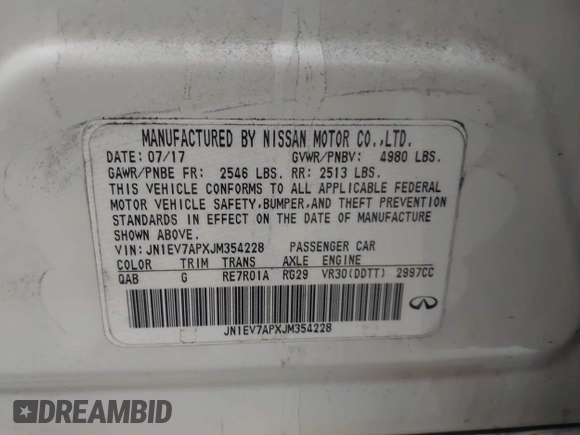 MANUFACTURED BY NISSAN MOTOR CO.,LTD.
DATE: 07/17 GVWR/PNBV: 4980 LBS.
GAWR/PNBE FR: 2546 LBS. RR: 2513 LBS.
THIS VEHICLE CONFORMS TO ALL APPLICABLE FEDERAL
MOTOR VEHICLE SAFETY,BUMPER,AND THEFT PREVENTION
STANDARDS IN EFFECT ON THE DATE OF MANUFACTURE
SHOWN ABOVE.
VIN: JN1EV7APXJM354228 PASSENGER CAR
COLOR TRIM TRANS AXLE ENGINE
QAB G RE7R01A RG29 VR30(DDTT) 2997CC
JN1EV7APXJM354228
INFINITI
DREAMBID